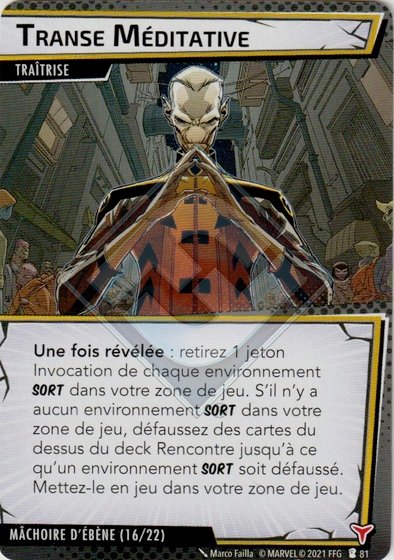 TRANSE MÉDITATIVE
TRAÎTRISE
Une fois révélée : retirez 1 jeton
Invocation de chaque environnement
SORT dans votre zone de jeu. S'il n'y a
aucun environnement SORT dans votre
zone de jeu, défaussez des cartes du
dessus du deck Rencontre jusqu'à ce
qu'un environnement SORT soit défaussé.
Mettez-le en jeu dans votre zone de jeu.
MÂCHOIRE D'ÉBÈNE (16/22)
Marco Failla © MARVEL © 2021 FFG 81